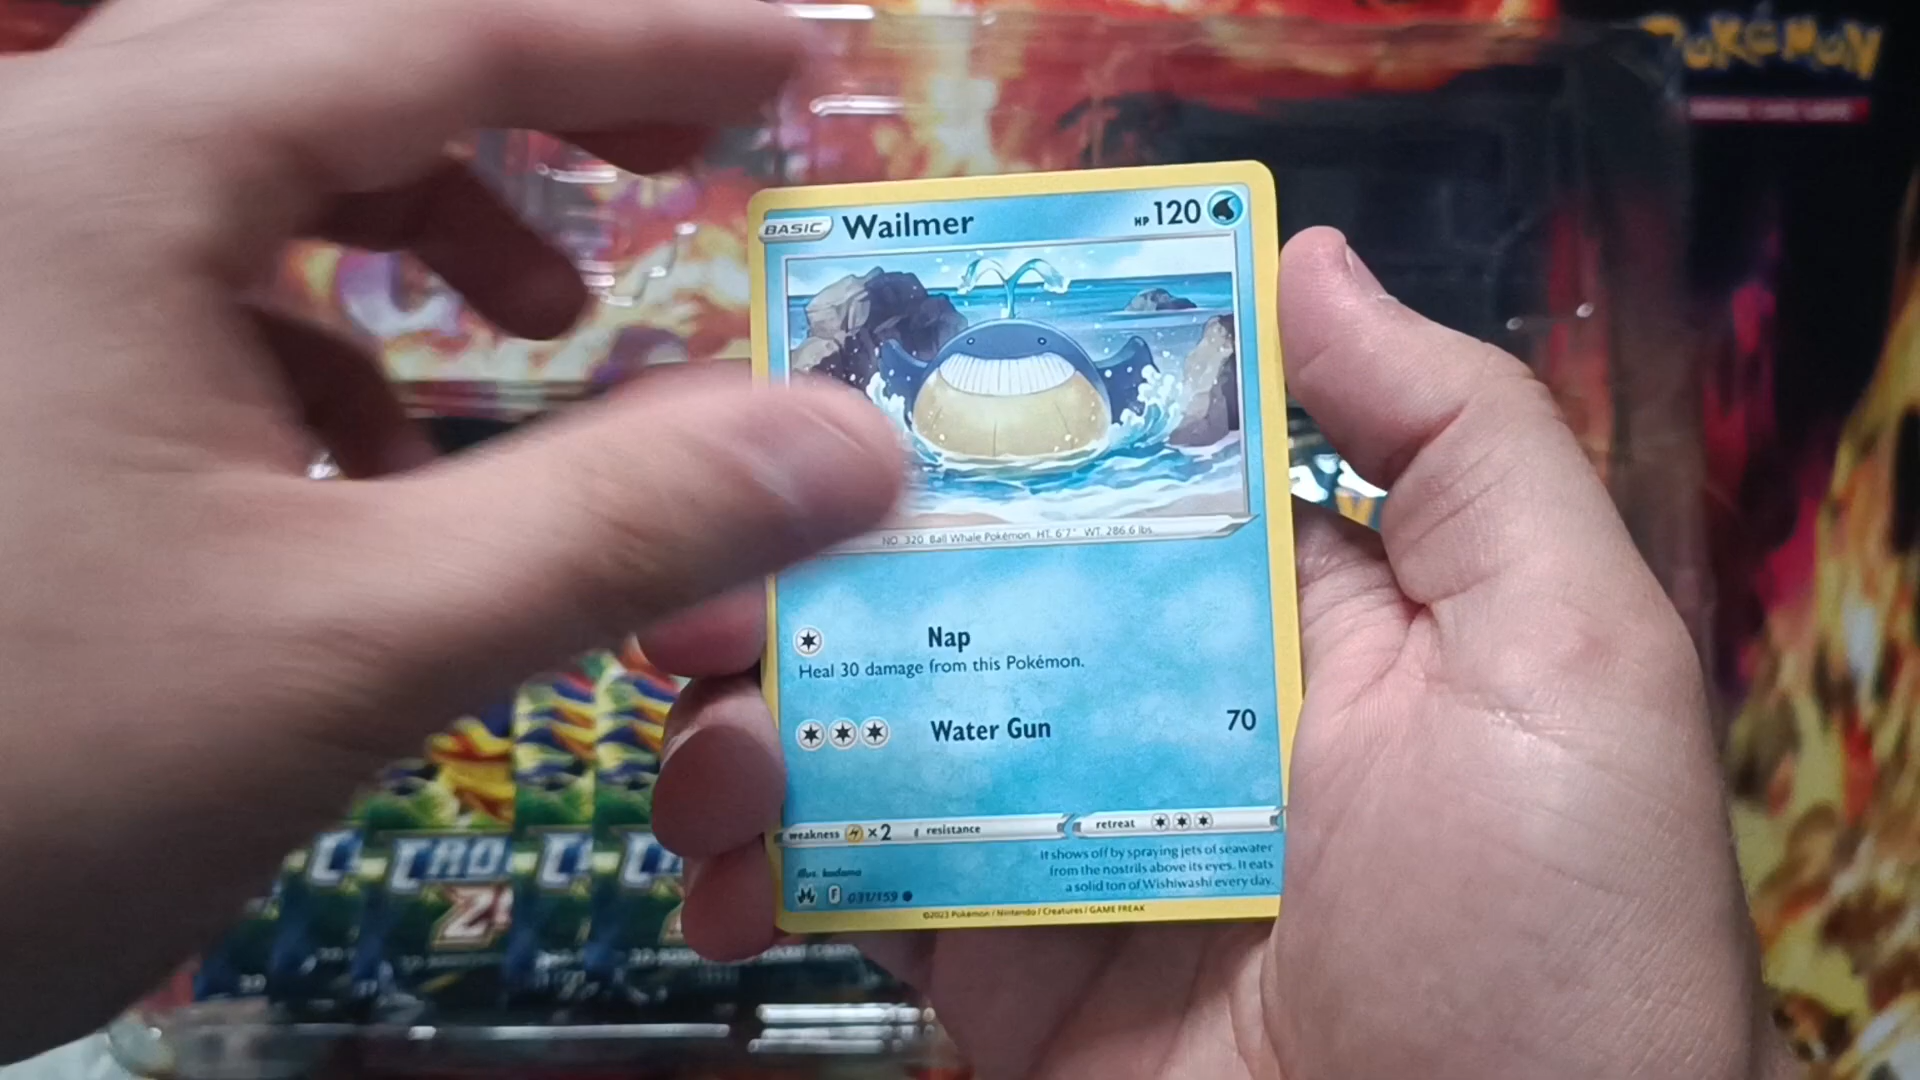 POKÉMON
BASIC Wailmer HP 120
NO. 320 Ball Whale Pokémon HT. 6'7" WT. 286.6 lbs.
Nap
Heal 30 damage from this Pokémon.
Water Gun 70
weakness ×2 resistance retreat
It shows off by spraying jets of seawater
from the nostrils above its eyes. It eats
a solid ton of Wishiwashi every day.
Illus. kodama
F 031/159
©2023 Pokémon / Nintendo / Creatures / GAME FREAK